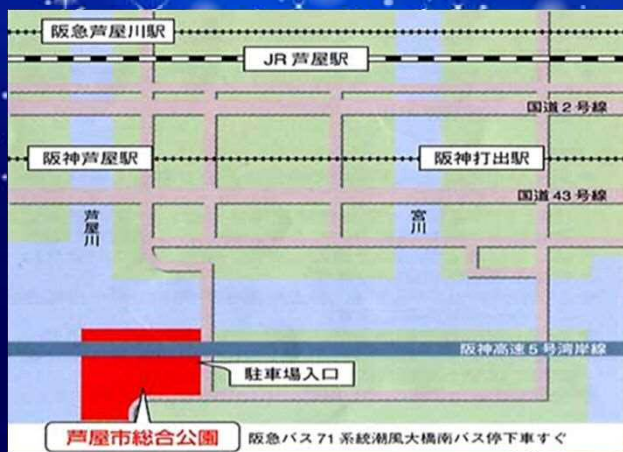 阪急芦屋川駅
JR 芦屋駅
国道2号線
阪神芦屋駅
阪神打出駅
国道43号線
芦屋川
宮川
阪神高速5号湾岸線
駐車場入口
芦屋市総合公園
阪急バス71系統潮風大橋南バス停下車すぐ